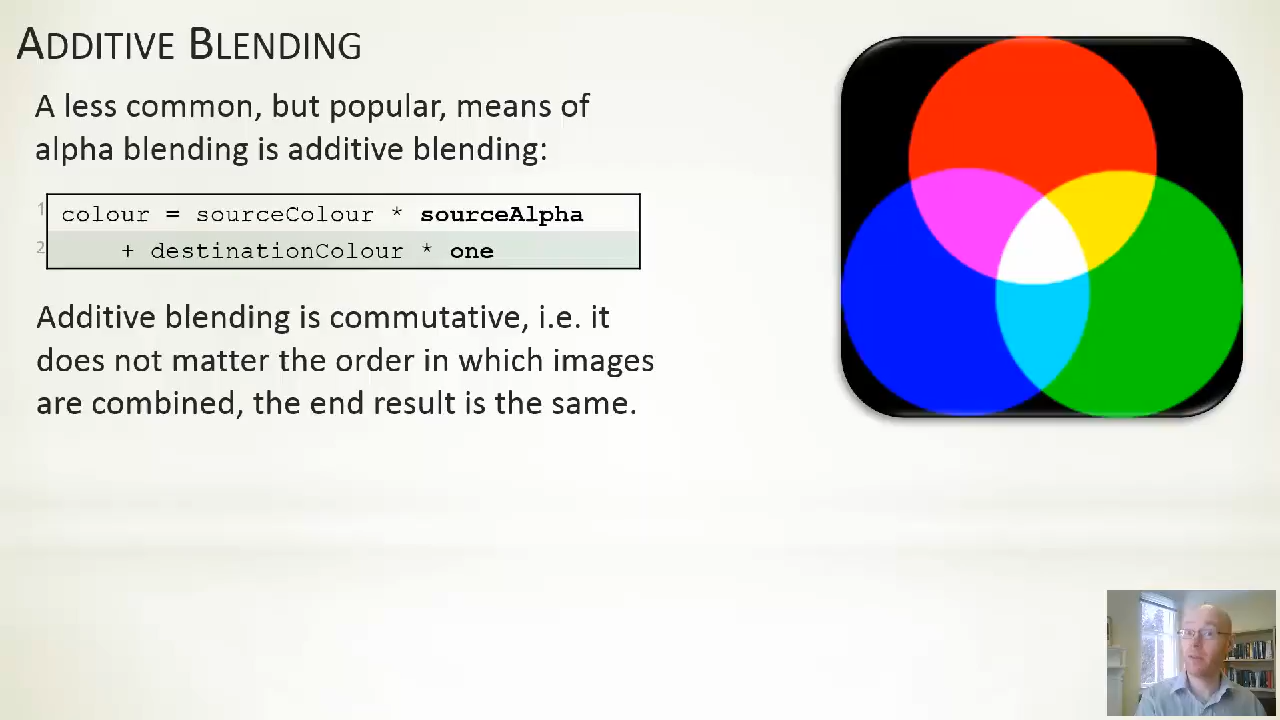 ADDITIVE BLENDING
A less common, but popular, means of
alpha blending is additive blending:
1 colour = sourceColour * sourceAlpha
2 + destinationColour * one
Additive blending is commutative, i.e. it
does not matter the order in which images
are combined, the end result is the same.